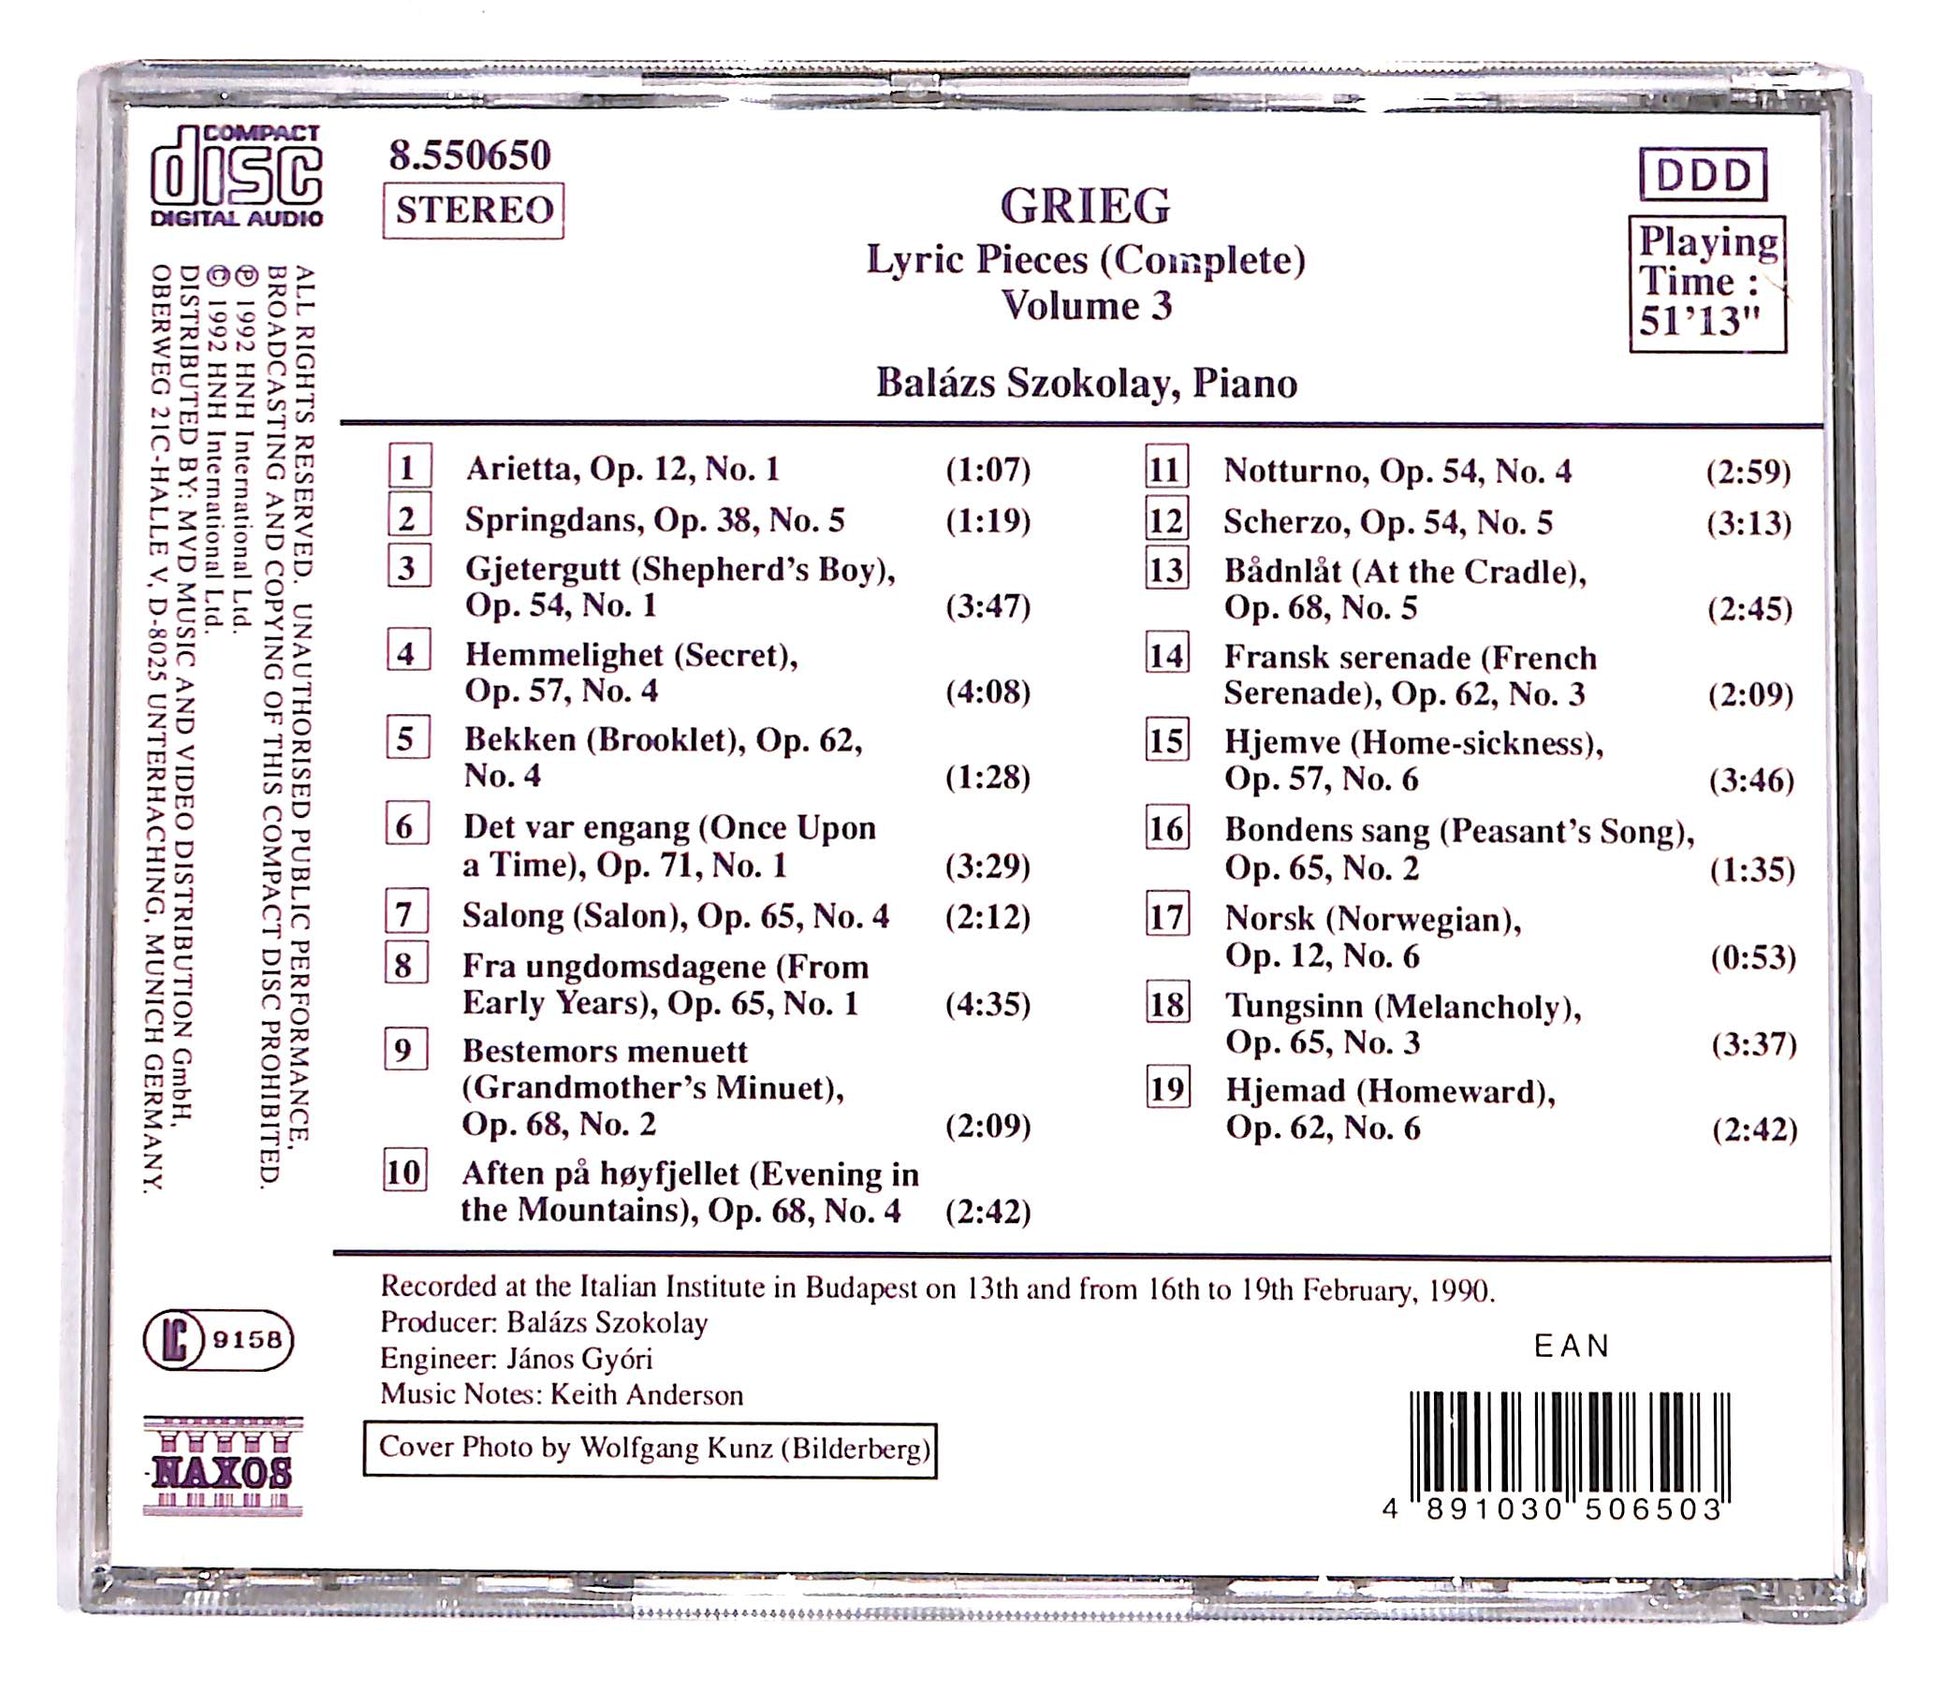 COMPACT
disc
DIGITAL AUDIO
8.550650
STEREO
GRIEG
Lyric Pieces (Complete)
Volume 3
Balázs Szokolay, Piano
DDD
Playing
Time :
51'13"
ALL RIGHTS RESERVED. UNAUTHORISED PUBLIC PERFORMANCE,
BROADCASTING AND COPYING OF THIS COMPACT DISC PROHIBITED.
℗ 1992 HNH International Ltd.
© 1992 HNH International Ltd.
DISTRIBUTED BY: MVD MUSIC AND VIDEO DISTRIBUTION GmbH,
OBERWEG 21C-HALLE V, D-8025 UNTERHACHING, MUNICH GERMANY.
1 Arietta, Op. 12, No. 1 (1:07)
2 Springdans, Op. 38, No. 5 (1:19)
3 Gjetergutt (Shepherd's Boy),
Op. 54, No. 1 (3:47)
4 Hemmelighet (Secret),
Op. 57, No. 4 (4:08)
5 Bekken (Brooklet), Op. 62,
No. 4 (1:28)
6 Det var engang (Once Upon
a Time), Op. 71, No. 1 (3:29)
7 Salong (Salon), Op. 65, No. 4 (2:12)
8 Fra ungdomsdagene (From
Early Years), Op. 65, No. 1 (4:35)
9 Bestemors menuett
(Grandmother's Minuet),
Op. 68, No. 2 (2:09)
10 Aften på høyfjellet (Evening in
the Mountains), Op. 68, No. 4 (2:42)
11 Notturno, Op. 54, No. 4 (2:59)
12 Scherzo, Op. 54, No. 5 (3:13)
13 Bådnlåt (At the Cradle),
Op. 68, No. 5 (2:45)
14 Fransk serenade (French
Serenade), Op. 62, No. 3 (2:09)
15 Hjemve (Home-sickness),
Op. 57, No. 6 (3:46)
16 Bondens sang (Peasant's Song),
Op. 65, No. 2 (1:35)
17 Norsk (Norwegian),
Op. 12, No. 6 (0:53)
18 Tungsinn (Melancholy),
Op. 65, No. 3 (3:37)
19 Hjemad (Homeward),
Op. 62, No. 6 (2:42)
Recorded at the Italian Institute in Budapest on 13th and from 16th to 19th February, 1990.
Producer: Balázs Szokolay
Engineer: János Gyóri
Music Notes: Keith Anderson
Cover Photo by Wolfgang Kunz (Bilderberg)
LC 9158
NAXOS
EAN
4 891030 506503